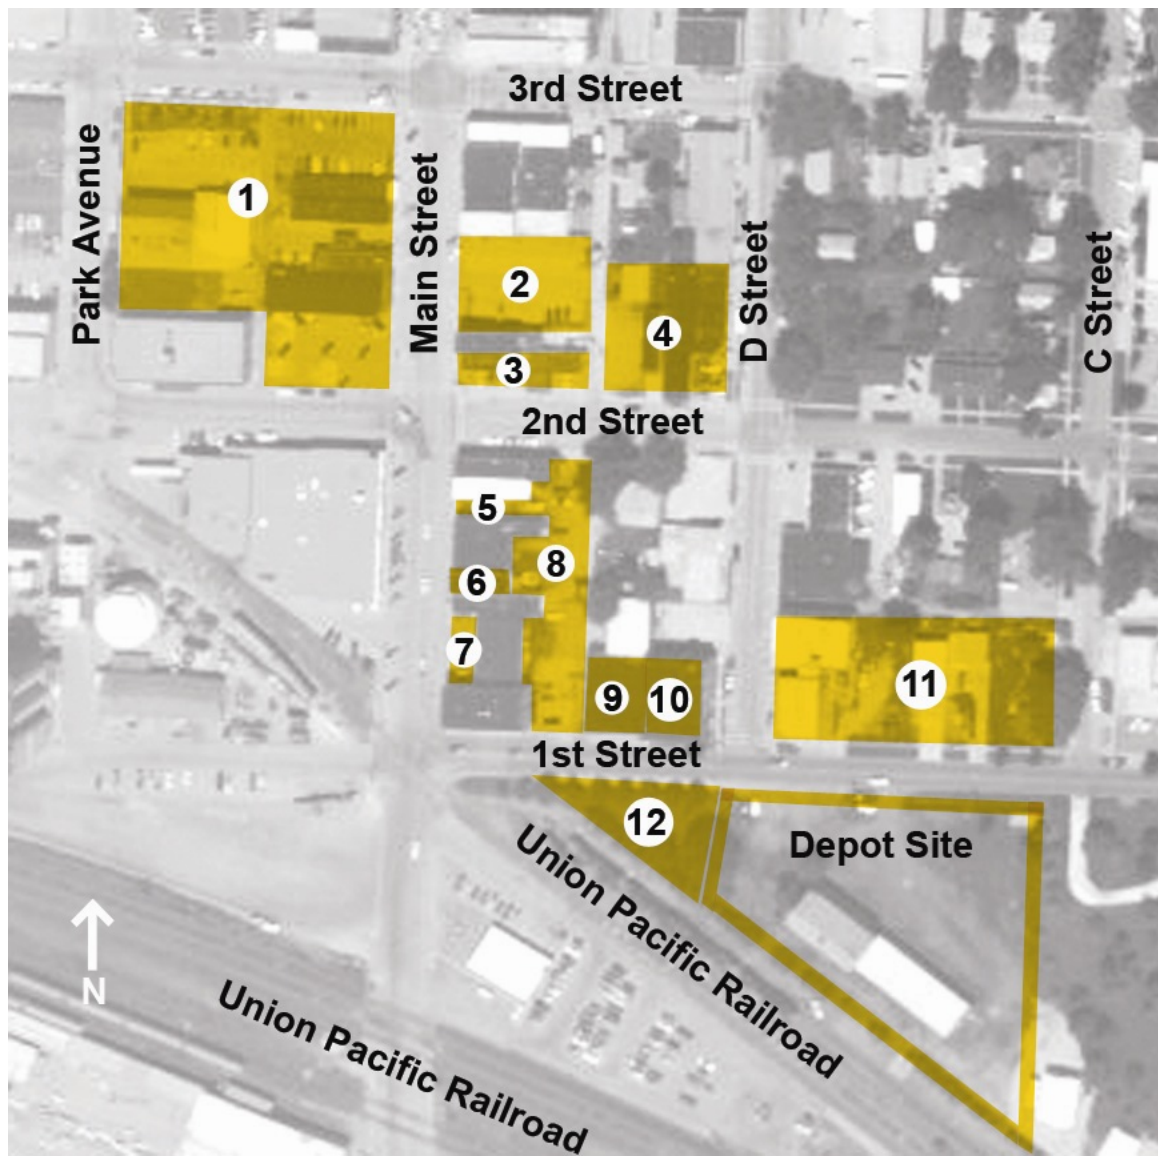 3rd Street
Park Avenue
Main Street
D Street
C Street
1
2
3
4
2nd Street
5
6
7
8
9
10
11
1st Street
12
Depot Site
Union Pacific Railroad
Union Pacific Railroad
N